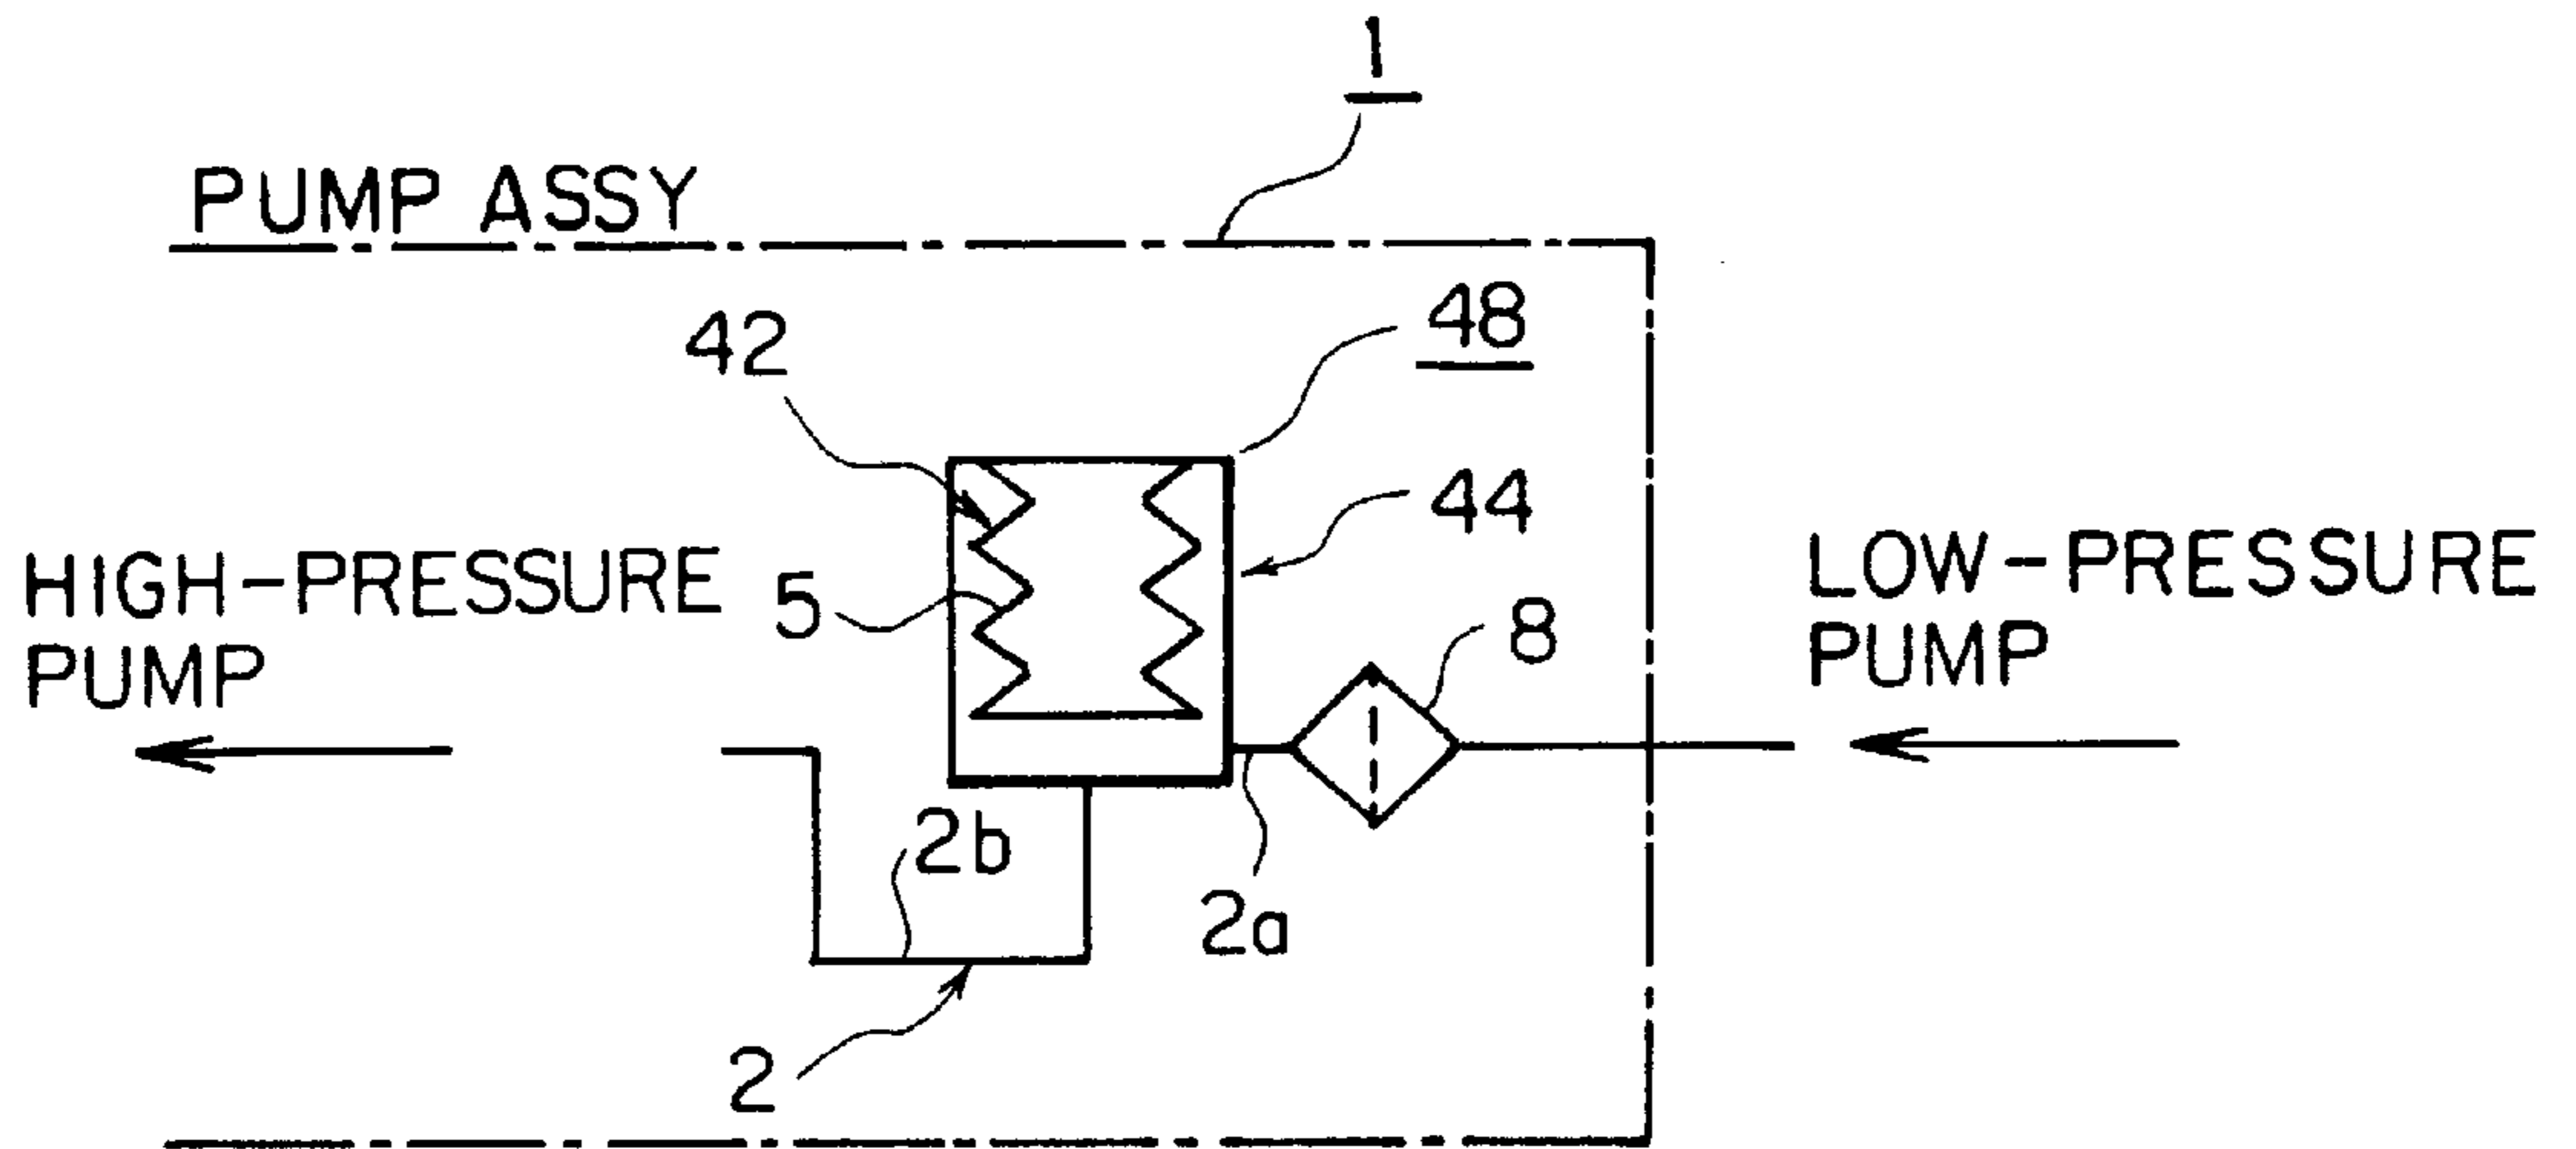 1
PUMP ASSY
48
42
44
HIGH-PRESSURE
PUMP
5
8
LOW-PRESSURE
PUMP
2b
2a
2